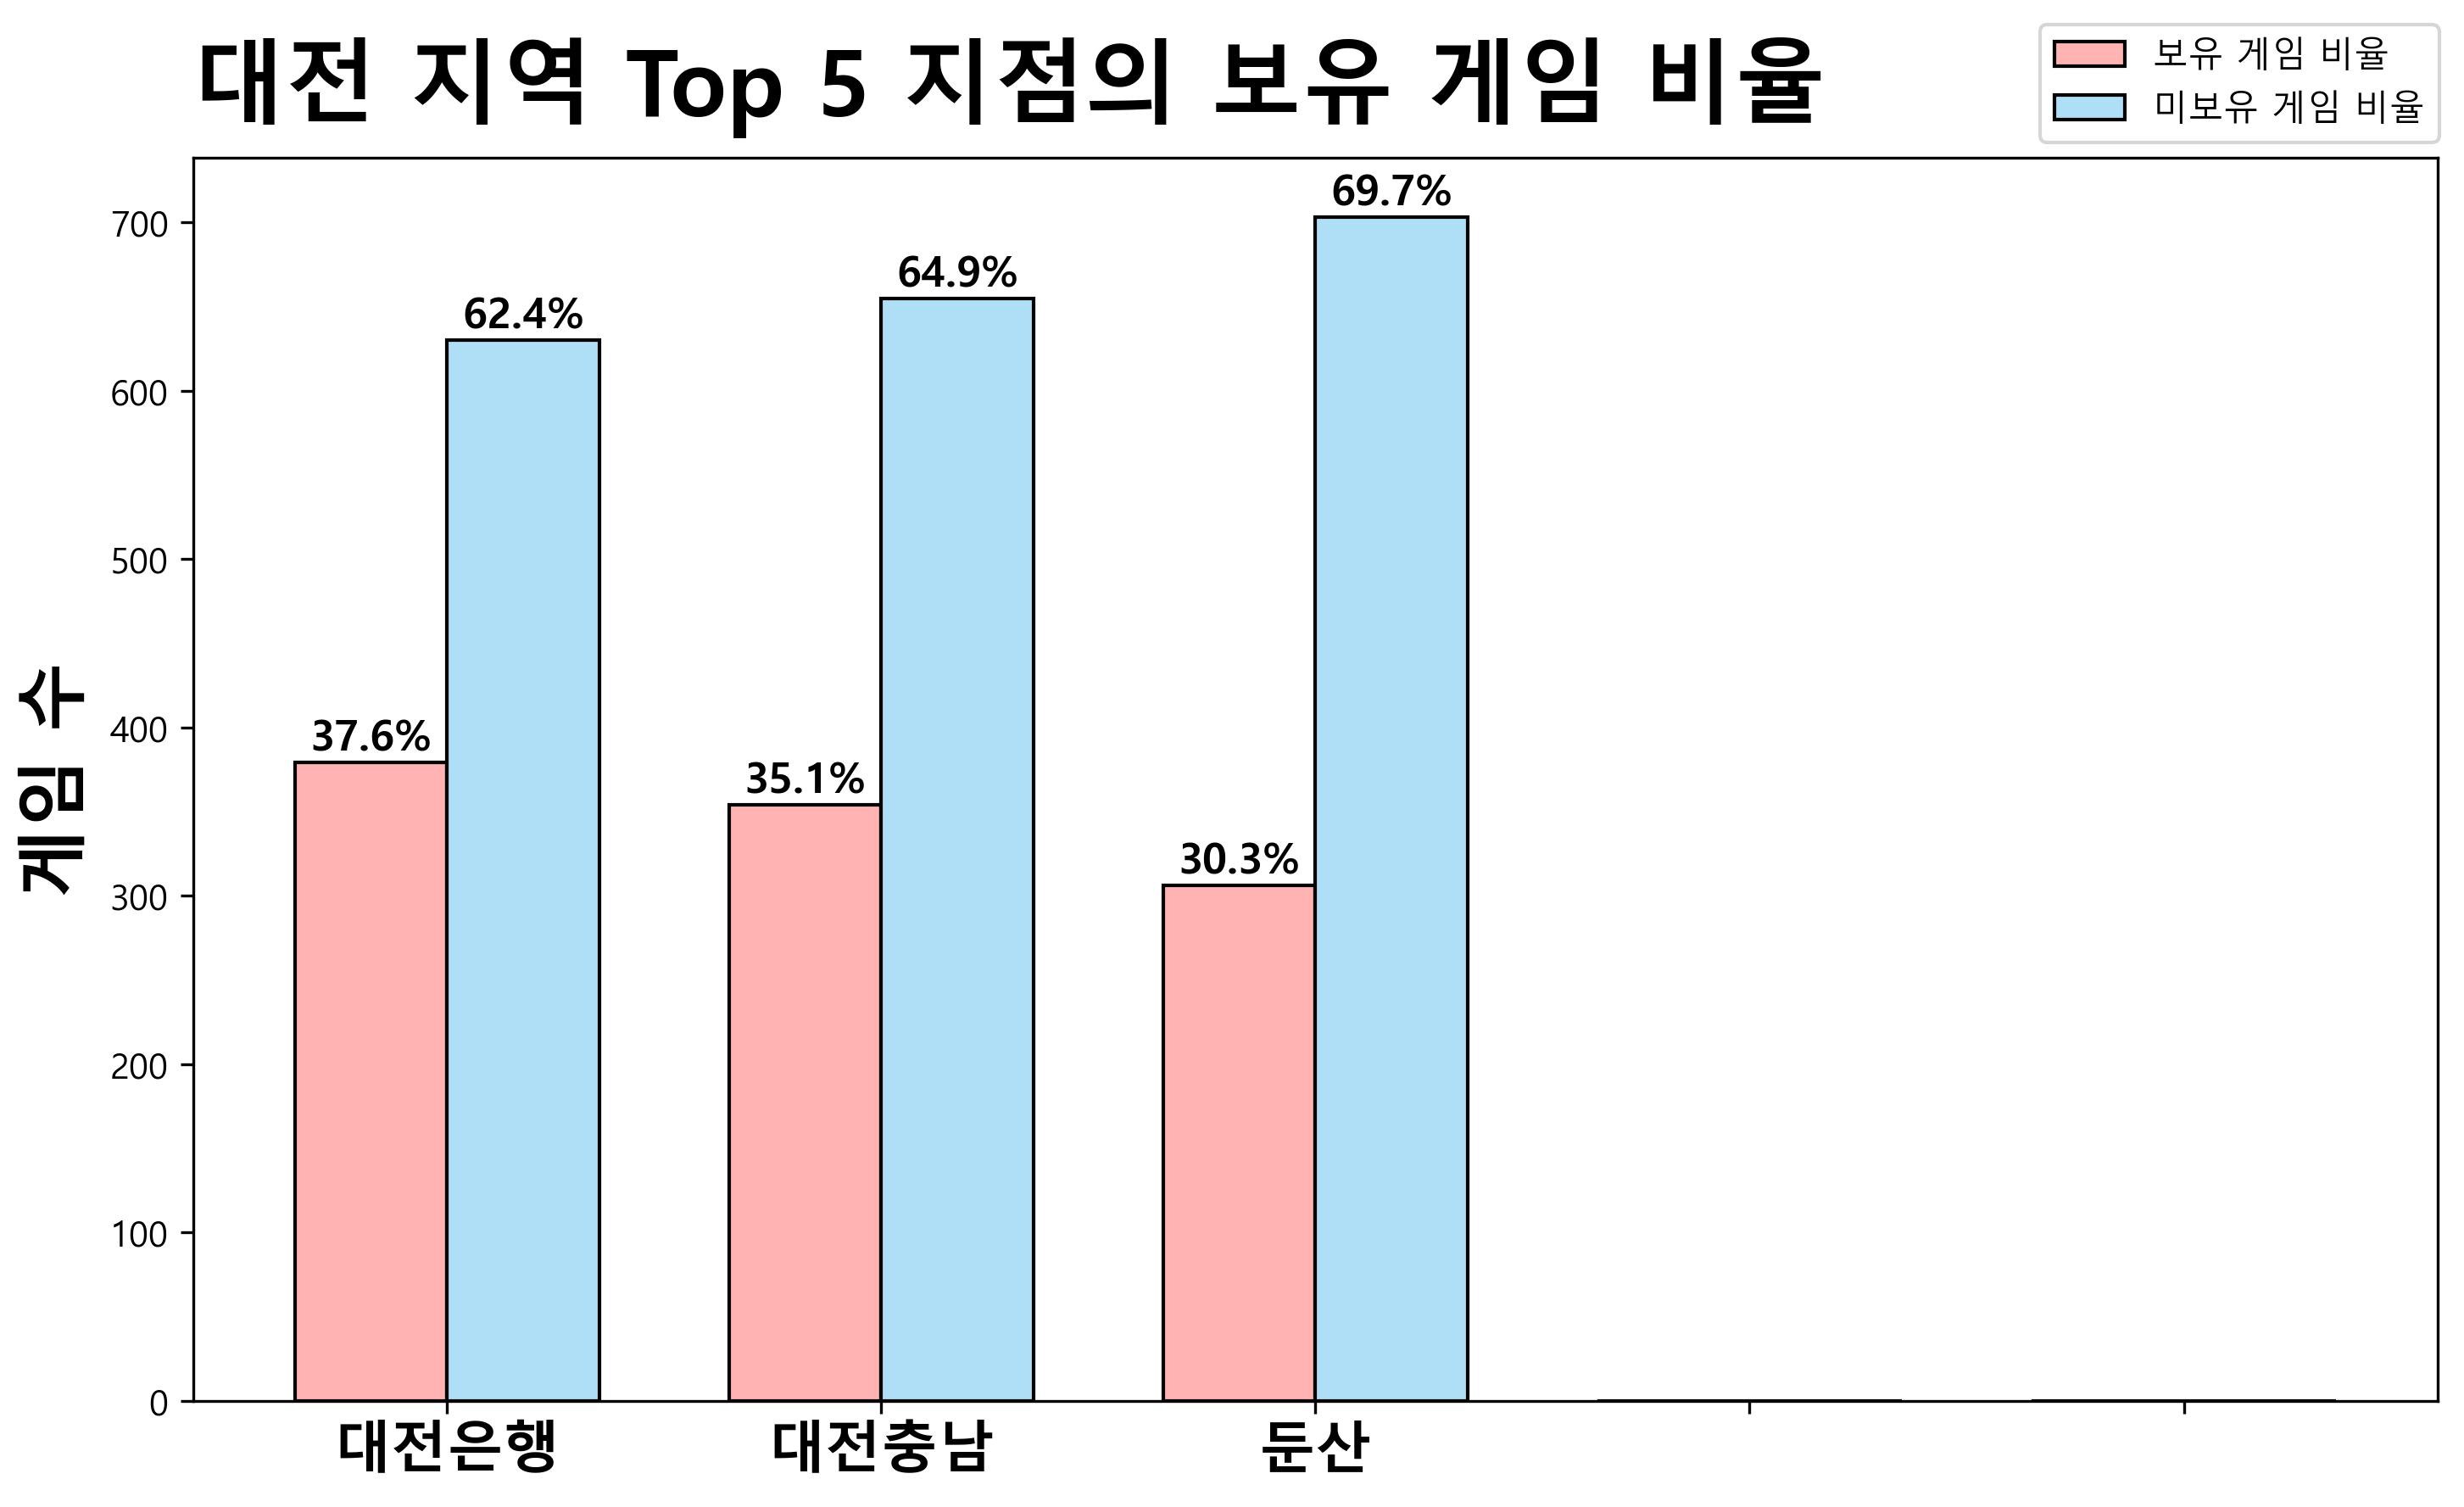 대전 지역 Top 5 지점의 보유 게임 비율
보유 게임 비율
미보유 게임 비율
게임 수
700
600
500
400
300
200
100
0
37.6%
62.4%
35.1%
64.9%
30.3%
69.7%
대전은행
대전충남
둔산